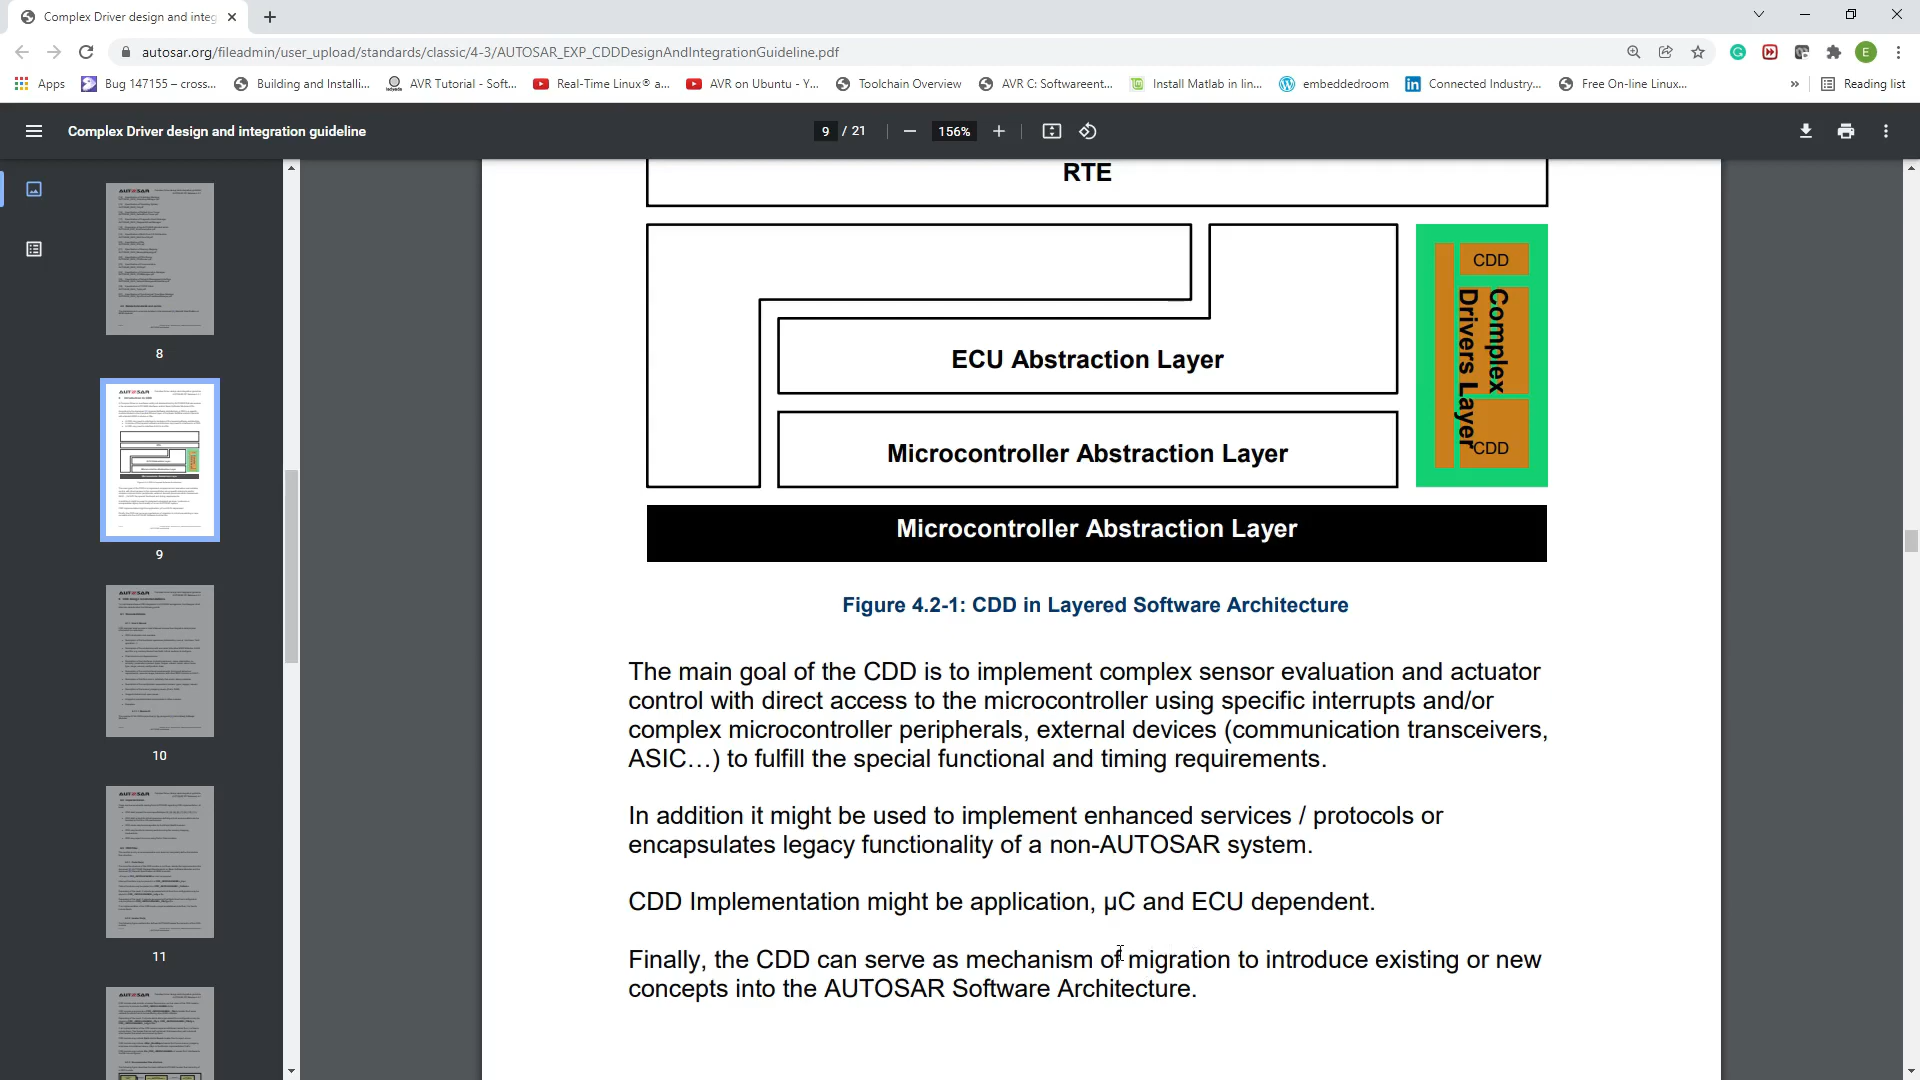 Complex Driver design and integ
autosar.org/fileadmin/user_upload/standards/classic/4-3/AUTOSAR_EXP_CDDDesignAndIntegrationGuideline.pdf
E
Apps
Bug 147155 – cross...
Building and Installi...
AVR Tutorial - Soft...
Real-Time Linux® a...
AVR on Ubuntu - Y...
Toolchain Overview
AVR C: Softwareent...
Install Matlab in lin...
embeddedroom
Connected Industry...
Free On-line Linux...
»
Reading list
Complex Driver design and integration guideline
9 / 21
156%
8
9
10
11
RTE
ECU Abstraction Layer
Microcontroller Abstraction Layer
CDD
Complex
Drivers Layer
CDD
Microcontroller Abstraction Layer
Figure 4.2-1: CDD in Layered Software Architecture
The main goal of the CDD is to implement complex sensor evaluation and actuator
control with direct access to the microcontroller using specific interrupts and/or
complex microcontroller peripherals, external devices (communication transceivers,
ASIC…) to fulfill the special functional and timing requirements.
In addition it might be used to implement enhanced services / protocols or
encapsulates legacy functionality of a non-AUTOSAR system.
CDD Implementation might be application, µC and ECU dependent.
Finally, the CDD can serve as mechanism of migration to introduce existing or new
concepts into the AUTOSAR Software Architecture.